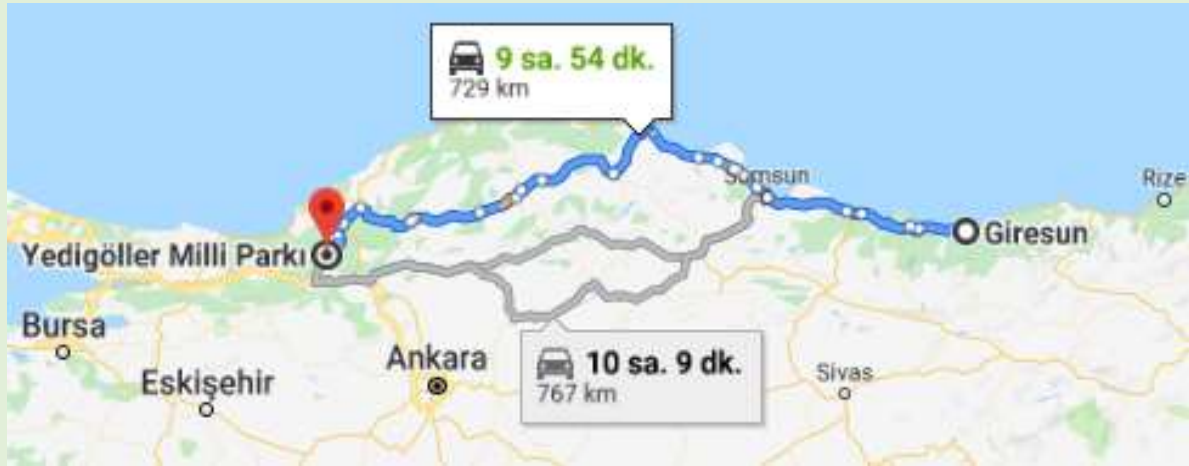 9 sa. 54 dk.
729 km
Samsun
Rize
Giresun
Yedigöller Milli Parkı
Bursa
Ankara
10 sa. 9 dk.
767 km
Sivas
Eskişehir